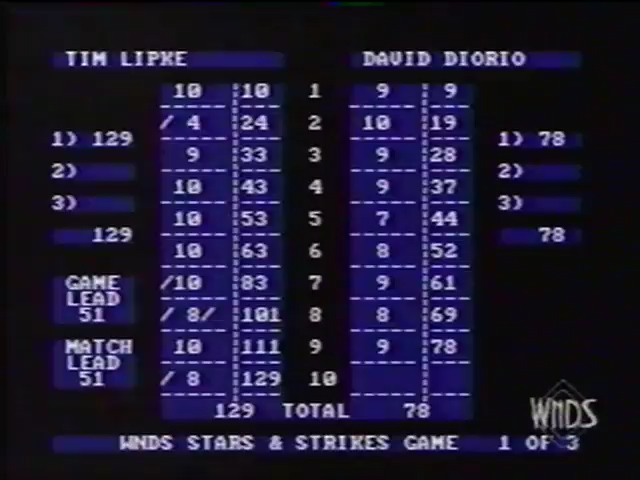 TIM LIPKE DAVID DIORIO
10 10 1 9 9
/ 4 24 2 10 19
1) 129 9 33 3 9 28 1) 78
2) 10 43 4 9 37 2)
3) 10 53 5 7 44 3)
129 10 63 6 8 52 78
GAME /10 83 7 9 61
LEAD
51 / 8/ 101 8 8 69
MATCH 10 111 9 9 78
LEAD
51 / 8 129 10
129 TOTAL 78
WNDS
WNDS STARS & STRIKES GAME 1 OF 3